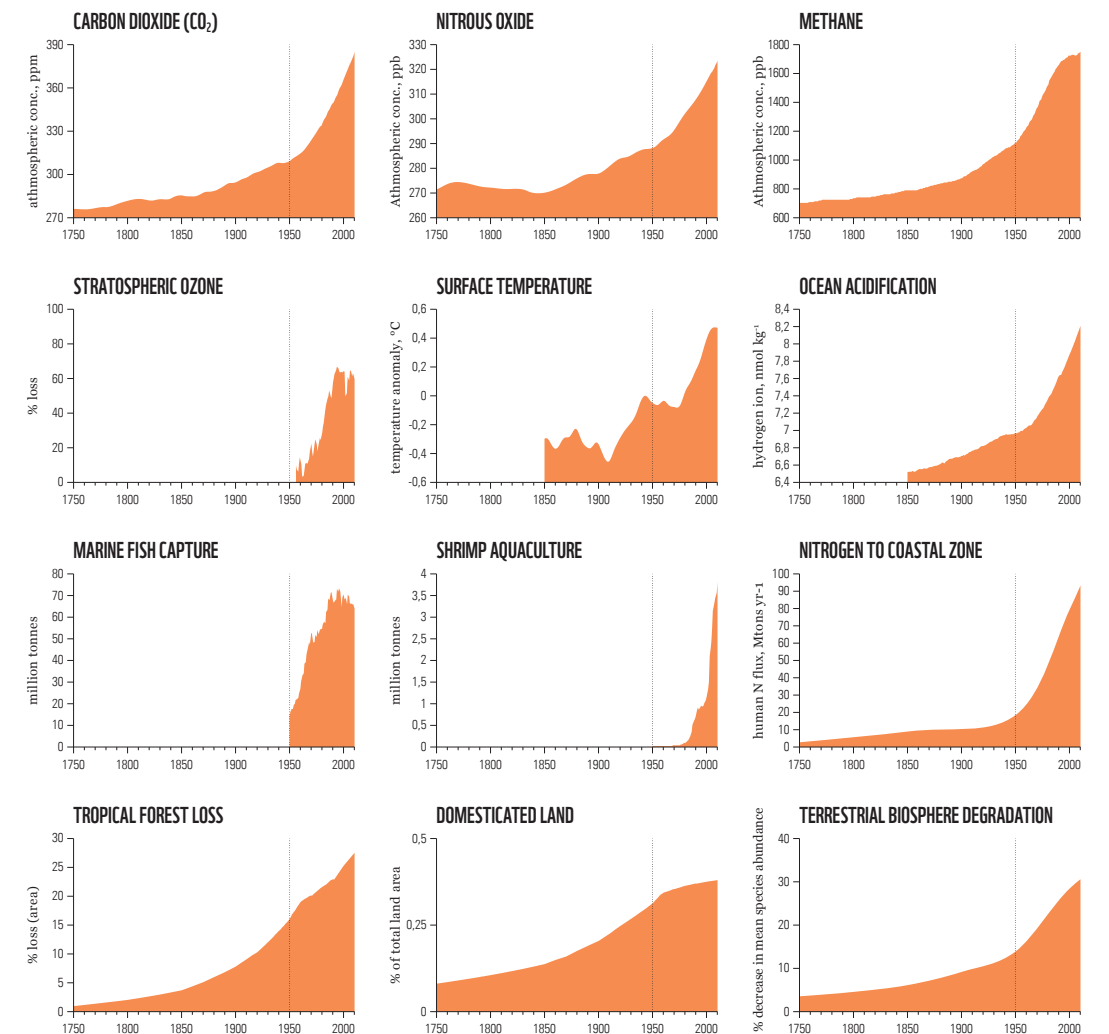 CARBON DIOXIDE (CO₂)
athmospheric conc., ppm
390
360
330
300
270
1750 1800 1850 1900 1950 2000
NITROUS OXIDE
Athmospheric conc., ppb
330
320
310
300
290
280
270
260
1750 1800 1850 1900 1950 2000
METHANE
Athmospheric conc., ppb
1800
1600
1400
1200
1000
800
600
1750 1800 1850 1900 1950 2000
STRATOSPHERIC OZONE
% loss
100
80
60
40
20
0
1750 1800 1850 1900 1950 2000
SURFACE TEMPERATURE
temperature anomaly, °C
0,6
0,4
0,2
0
-0,2
-0,4
-0,6
1750 1800 1850 1900 1950 2000
OCEAN ACIDIFICATION
hydrogen ion, nmol kg⁻¹
8,4
8,2
8
7,8
7,6
7,4
7,2
7
6,8
6,6
6,4
1750 1800 1850 1900 1950 2000
MARINE FISH CAPTURE
million tonnes
80
70
60
50
40
30
20
10
0
1750 1800 1850 1900 1950 2000
SHRIMP AQUACULTURE
million tonnes
4
3,5
3
2,5
2
1,5
1
0,5
0
1750 1800 1850 1900 1950 2000
NITROGEN TO COASTAL ZONE
human N flux, Mtons yr-1
100
90
80
70
60
50
40
30
20
10
0
1750 1800 1850 1900 1950 2000
TROPICAL FOREST LOSS
% loss (area)
30
25
20
15
10
5
0
1750 1800 1850 1900 1950 2000
DOMESTICATED LAND
% of total land area
0,5
0,25
0
1750 1800 1850 1900 1950 2000
TERRESTRIAL BIOSPHERE DEGRADATION
% decrease in mean species abundance
40
30
20
10
0
1750 1800 1850 1900 1950 2000